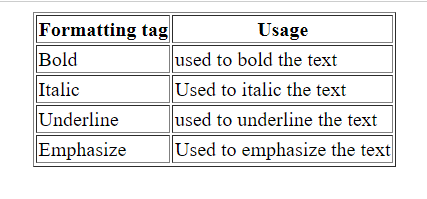 Formatting tag Usage
Bold used to bold the text
Italic Used to italic the text
Underline used to underline the text
Emphasize Used to emphasize the text